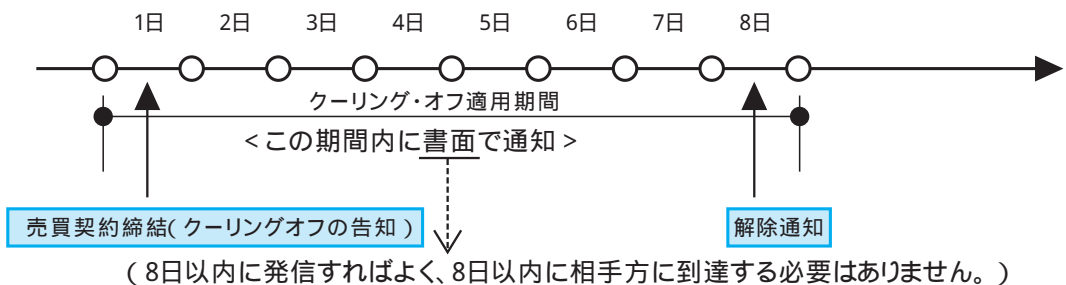 1日 2日 3日 4日 5日 6日 7日 8日
クーリング・オフ適用期間
<この期間内に書面で通知>
売買契約締結(クーリングオフの告知)
解除通知
(8日以内に発信すればよく、8日以内に相手方に到達する必要はありません。)